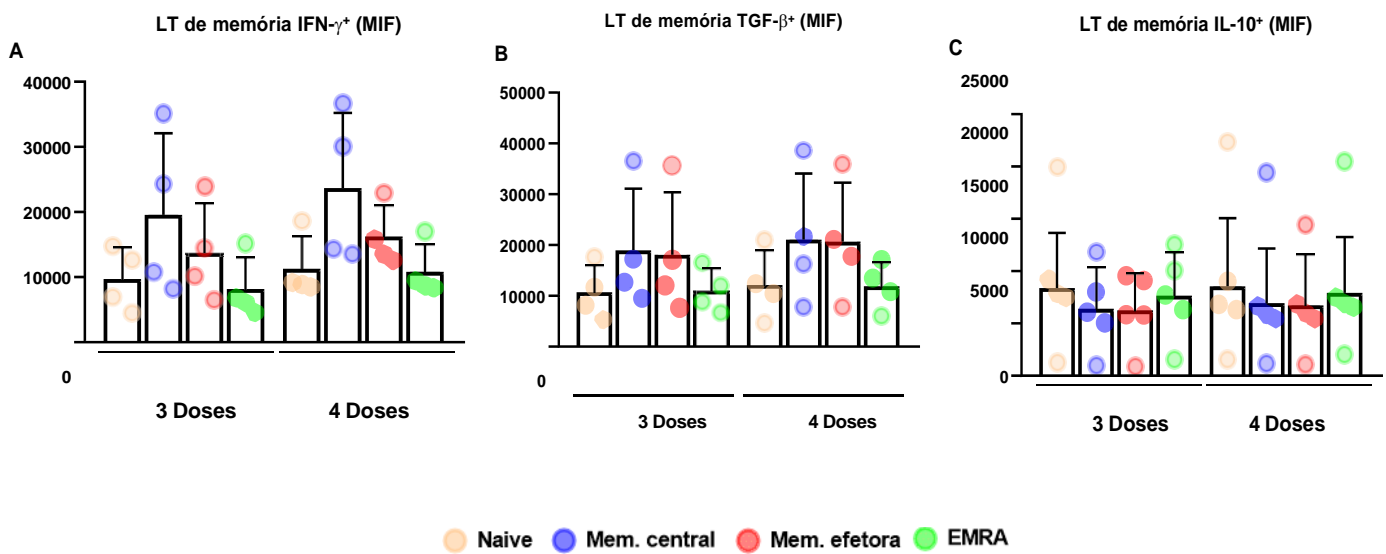 LT de memória IFN-γ⁺ (MIF)
A
40000
30000
20000
10000
0
3 Doses 4 Doses
LT de memória TGF-β⁺ (MIF)
B
50000
40000
30000
20000
10000
0
3 Doses 4 Doses
LT de memória IL-10⁺ (MIF)
C
25000
20000
15000
10000
5000
0
3 Doses 4 Doses
Naive Mem. central Mem. efetora EMRA